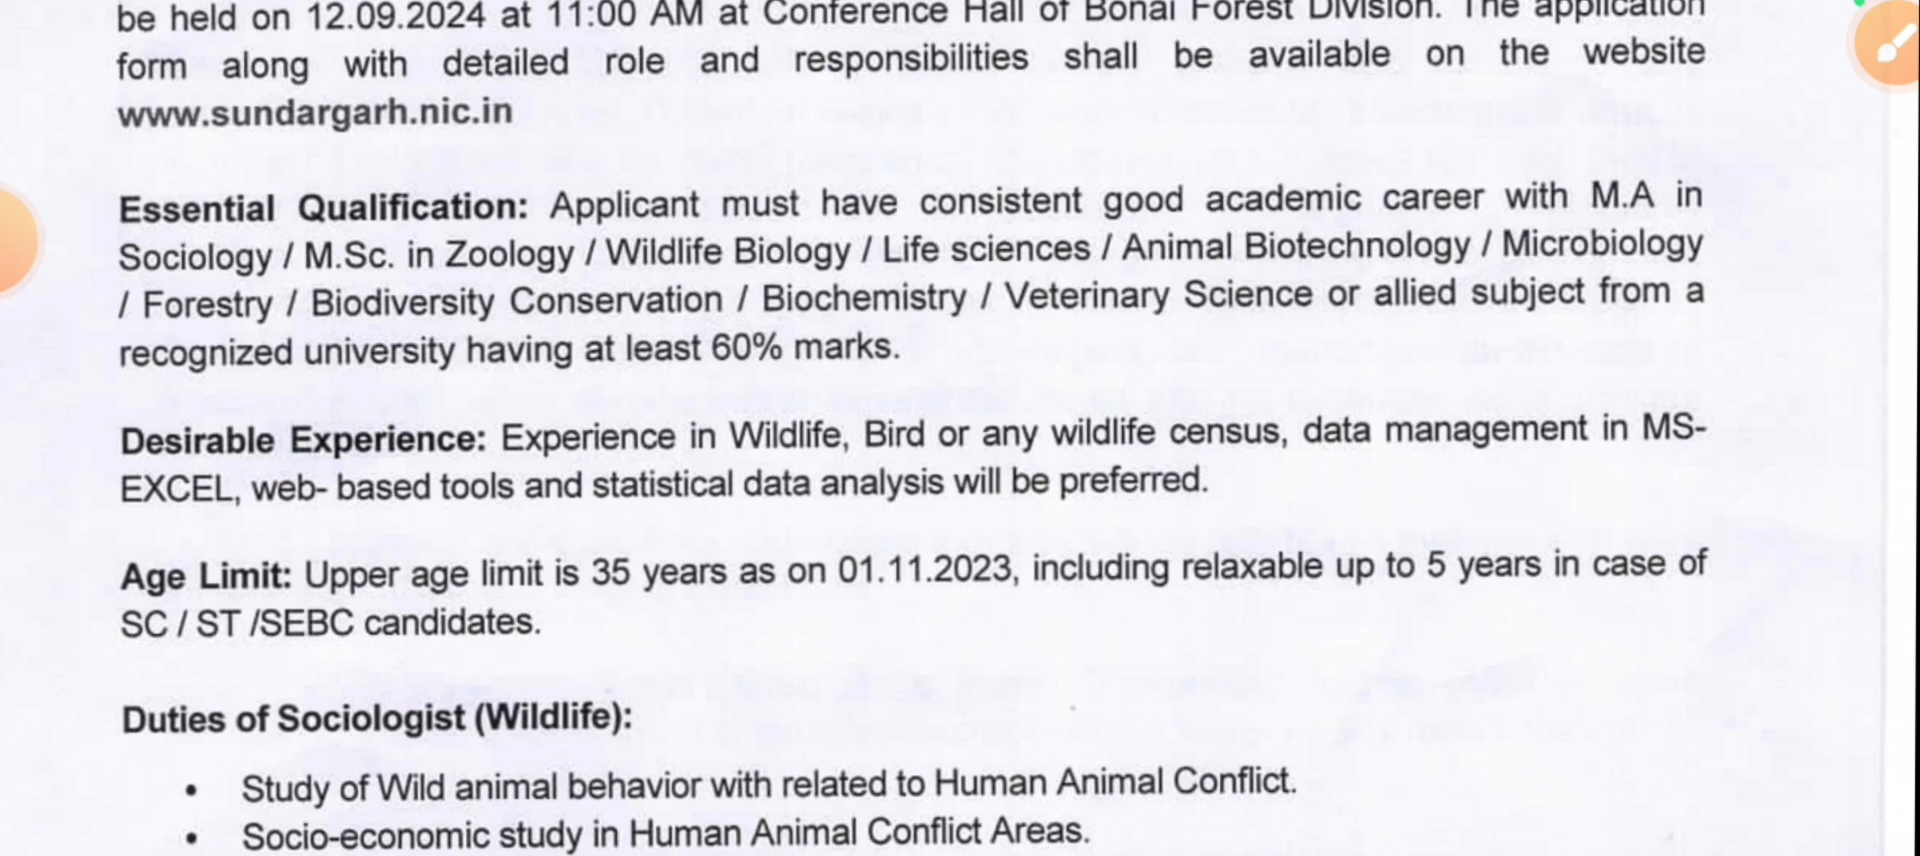 be held on 12.09.2024 at 11:00 AM at Conference Hall of Bonai Forest Division. The application
form along with detailed role and responsibilities shall be available on the website
www.sundargarh.nic.in
Essential Qualification: Applicant must have consistent good academic career with M.A in
Sociology / M.Sc. in Zoology / Wildlife Biology / Life sciences / Animal Biotechnology / Microbiology
/ Forestry / Biodiversity Conservation / Biochemistry / Veterinary Science or allied subject from a
recognized university having at least 60% marks.
Desirable Experience: Experience in Wildlife, Bird or any wildlife census, data management in MS-
EXCEL, web- based tools and statistical data analysis will be preferred.
Age Limit: Upper age limit is 35 years as on 01.11.2023, including relaxable up to 5 years in case of
SC / ST /SEBC candidates.
Duties of Sociologist (Wildlife):
• Study of Wild animal behavior with related to Human Animal Conflict.
• Socio-economic study in Human Animal Conflict Areas.